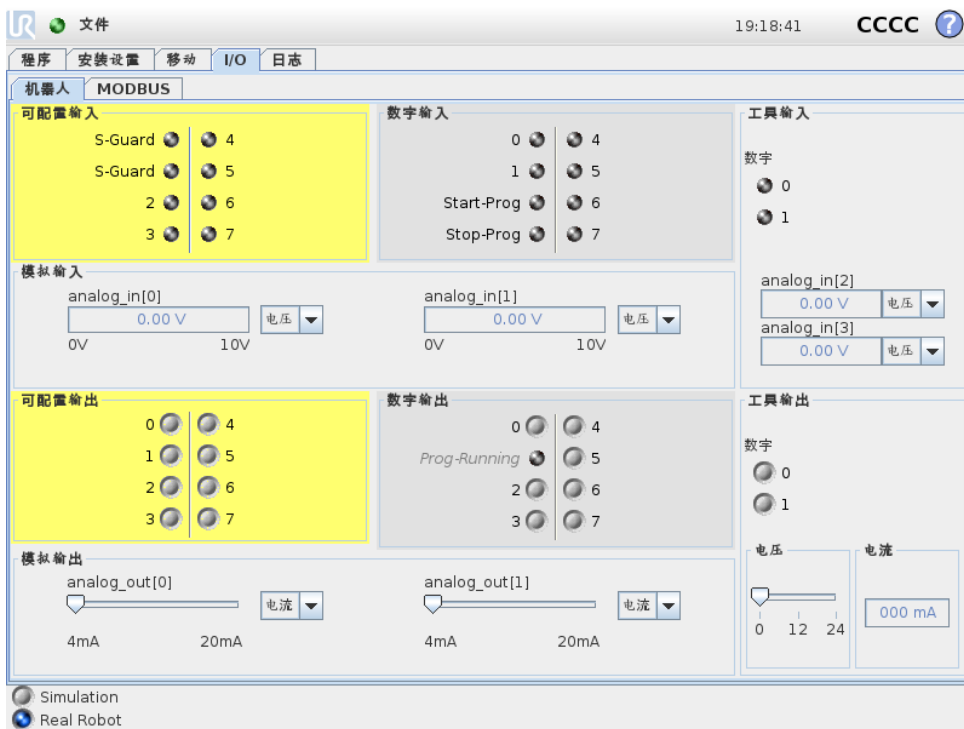 UR 文件 19:18:41 CCCC ?
程序 安装设置 移动 I/O 日志
机器人 MODBUS
可配置输入
S-Guard 4
S-Guard 5
2 6
3 7
数字输入
0 4
1 5
Start-Prog 6
Stop-Prog 7
工具输入
数字
0
1
模拟输入
analog_in[0]
0.00 V 电压
0V 10V
analog_in[1]
0.00 V 电压
0V 10V
analog_in[2]
0.00 V 电压
analog_in[3]
0.00 V 电压
可配置输出
0 4
1 5
2 6
3 7
数字输出
0 4
Prog-Running 5
2 6
3 7
工具输出
数字
0
1
模拟输出
analog_out[0]
电流
4mA 20mA
analog_out[1]
电流
4mA 20mA
电压
0 12 24
电流
000 mA
Simulation
Real Robot